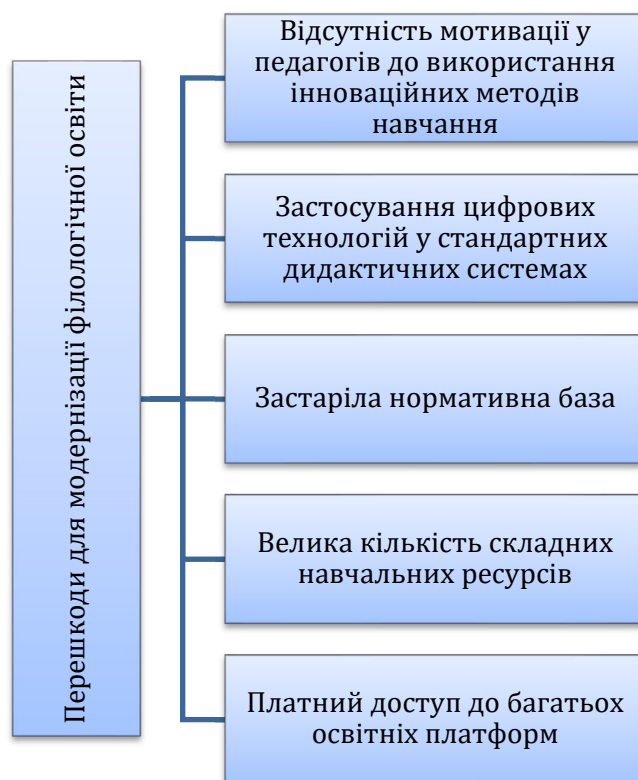 Перешкоди для модернізації філологічної освіти
Відсутність мотивації у
педагогів до використання
інноваційних методів
навчання
Застосування цифрових
технологій у стандартних
дидактичних системах
Застаріла нормативна база
Велика кількість складних
навчальних ресурсів
Платний доступ до багатьох
освітніх платформ